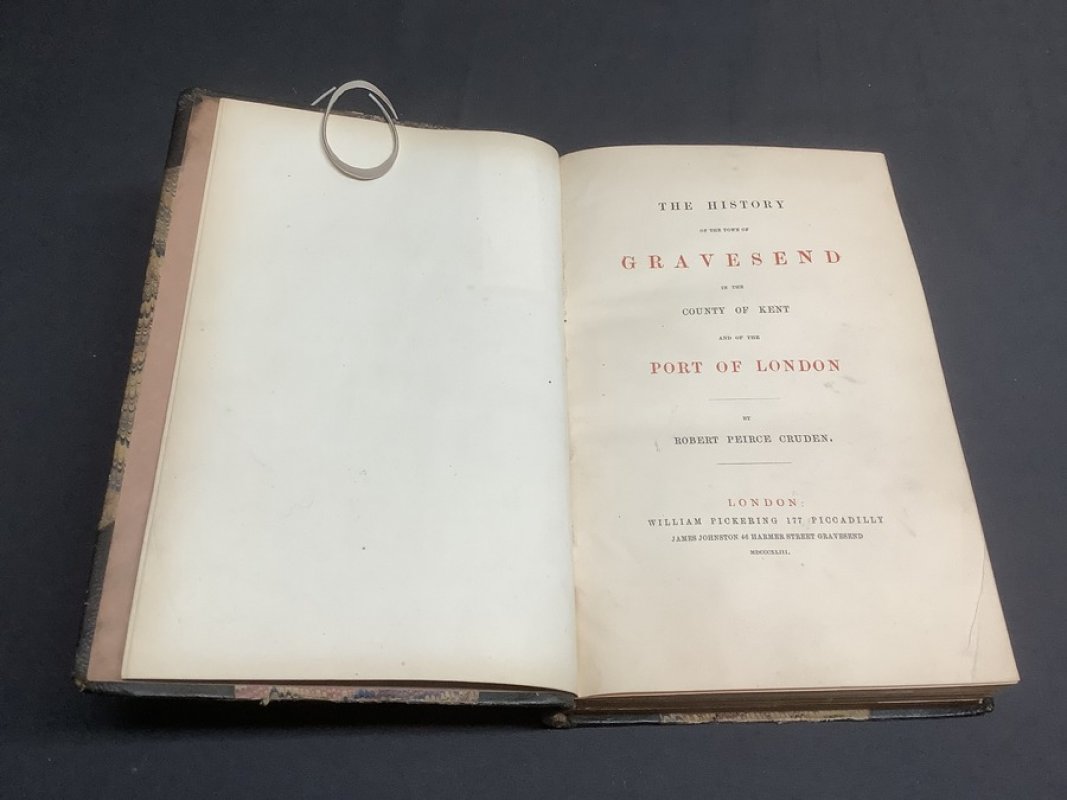 THE HISTORY
OF THE TOWN OF
GRAVESEND
IN THE
COUNTY OF KENT
AND OF THE
PORT OF LONDON
BY
ROBERT PEIRCE CRUDEN.
LONDON:
WILLIAM PICKERING 177 PICCADILLY
JAMES JOHNSTON 46 HARMER STREET GRAVESEND
MDCCCXLIII.